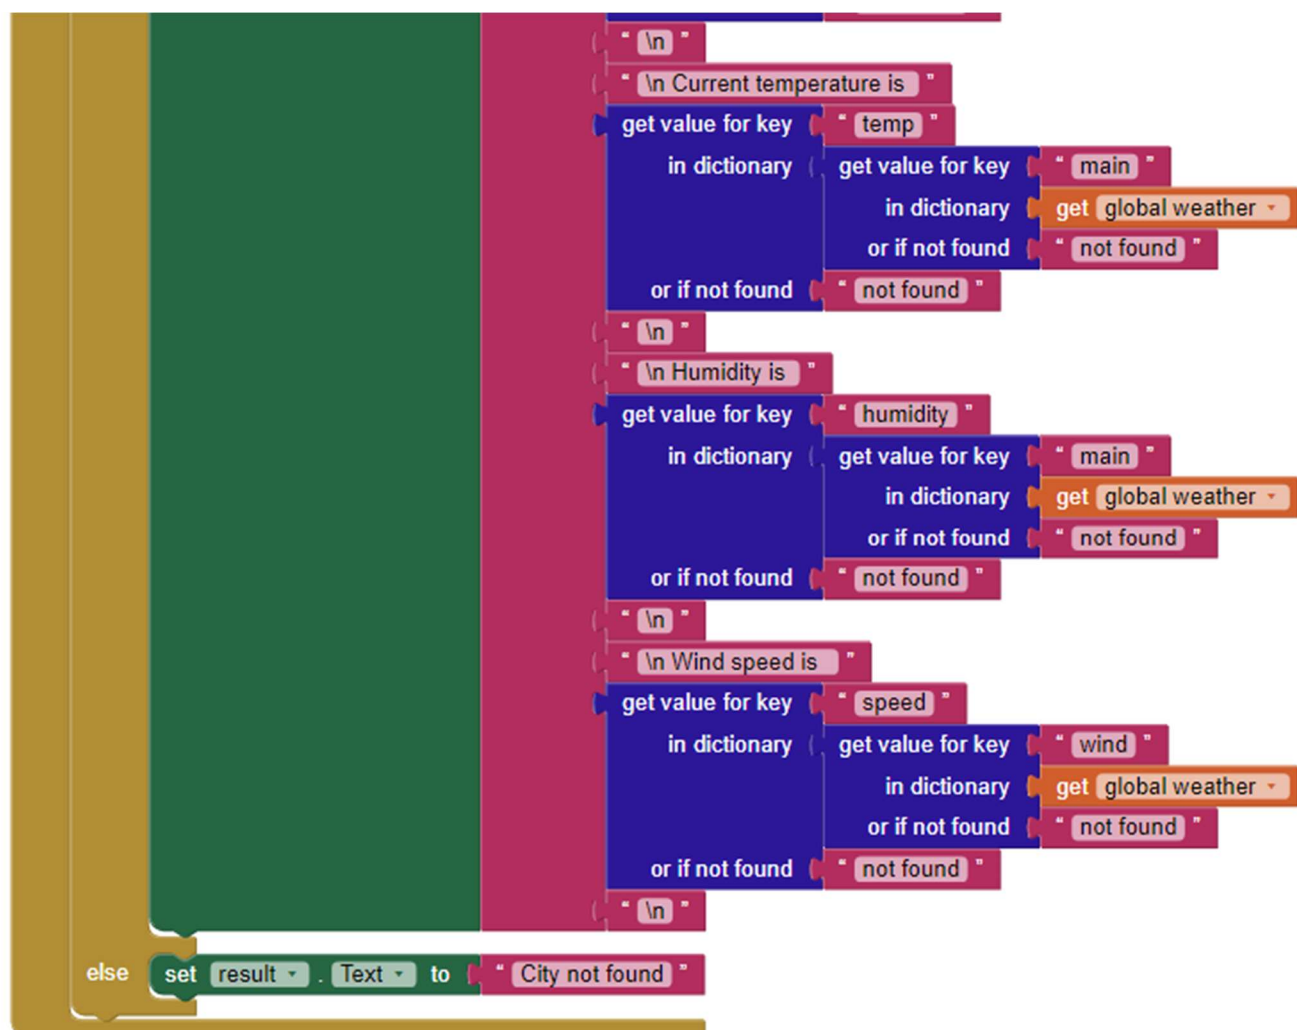 " \n "
" \n Current temperature is "
get value for key " temp "
in dictionary get value for key " main "
in dictionary get global weather
or if not found " not found "
or if not found " not found "
" \n "
" \n Humidity is "
get value for key " humidity "
in dictionary get value for key " main "
in dictionary get global weather
or if not found " not found "
or if not found " not found "
" \n "
" \n Wind speed is "
get value for key " speed "
in dictionary get value for key " wind "
in dictionary get global weather
or if not found " not found "
or if not found " not found "
" \n "
else set result . Text to " City not found "